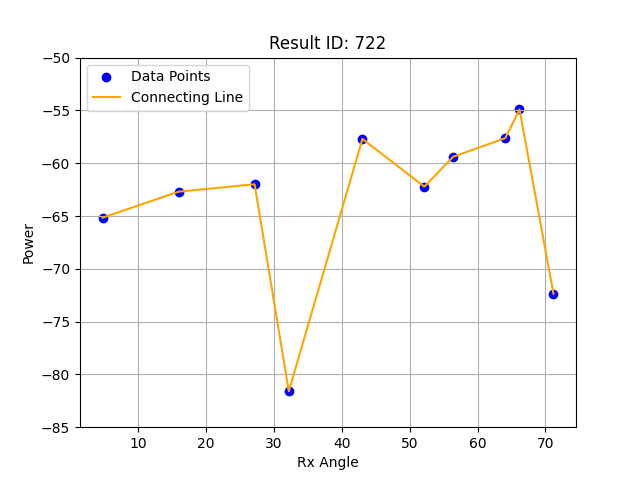 Result ID: 722
Data Points
Connecting Line
−50
−55
−60
−65
−70
−75
−80
−85
Power
10 20 30 40 50 60 70
Rx Angle